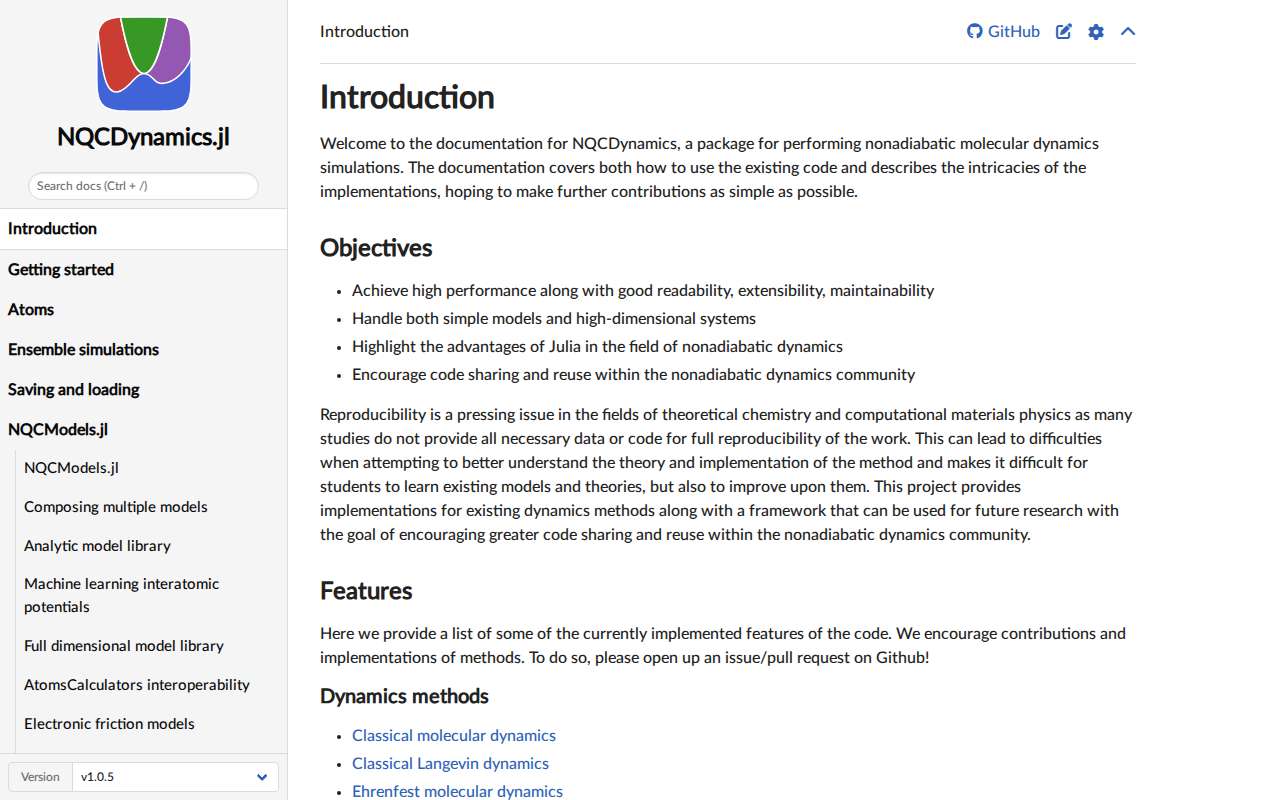 NQCDynamics.jl
Search docs (Ctrl + /)
Introduction
Getting started
Atoms
Ensemble simulations
Saving and loading
NQCModels.jl
NQCModels.jl
Composing multiple models
Analytic model library
Machine learning interatomic
potentials
Full dimensional model library
AtomsCalculators interoperability
Electronic friction models
Version
v1.0.5
Introduction
GitHub
Introduction
Welcome to the documentation for NQCDynamics, a package for performing nonadiabatic molecular dynamics
simulations. The documentation covers both how to use the existing code and describes the intricacies of the
implementations, hoping to make further contributions as simple as possible.
Objectives
• Achieve high performance along with good readability, extensibility, maintainability
• Handle both simple models and high-dimensional systems
• Highlight the advantages of Julia in the field of nonadiabatic dynamics
• Encourage code sharing and reuse within the nonadiabatic dynamics community
Reproducibility is a pressing issue in the fields of theoretical chemistry and computational materials physics as many
studies do not provide all necessary data or code for full reproducibility of the work. This can lead to difficulties
when attempting to better understand the theory and implementation of the method and makes it difficult for
students to learn existing models and theories, but also to improve upon them. This project provides
implementations for existing dynamics methods along with a framework that can be used for future research with
the goal of encouraging greater code sharing and reuse within the nonadiabatic dynamics community.
Features
Here we provide a list of some of the currently implemented features of the code. We encourage contributions and
implementations of methods. To do so, please open up an issue/pull request on Github!
Dynamics methods
• Classical molecular dynamics
• Classical Langevin dynamics
• Ehrenfest molecular dynamics